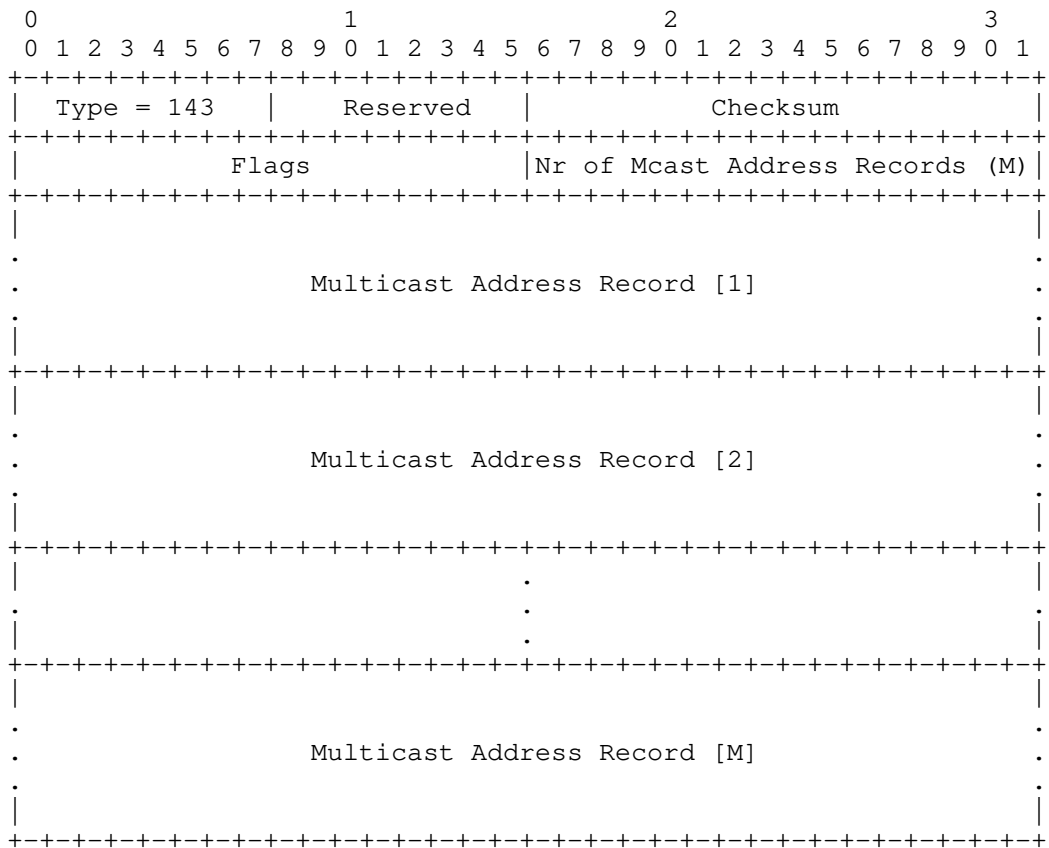 0                   1                   2                   3
 0 1 2 3 4 5 6 7 8 9 0 1 2 3 4 5 6 7 8 9 0 1 2 3 4 5 6 7 8 9 0 1
+-+-+-+-+-+-+-+-+-+-+-+-+-+-+-+-+-+-+-+-+-+-+-+-+-+-+-+-+-+-+-+-+
|  Type = 143   |    Reserved   |           Checksum            |
+-+-+-+-+-+-+-+-+-+-+-+-+-+-+-+-+-+-+-+-+-+-+-+-+-+-+-+-+-+-+-+-+
|             Flags             |Nr of Mcast Address Records (M)|
+-+-+-+-+-+-+-+-+-+-+-+-+-+-+-+-+-+-+-+-+-+-+-+-+-+-+-+-+-+-+-+-+
|                                                               |
.                                                               .
.                  Multicast Address Record [1]                 .
.                                                               .
|                                                               |
+-+-+-+-+-+-+-+-+-+-+-+-+-+-+-+-+-+-+-+-+-+-+-+-+-+-+-+-+-+-+-+-+
|                                                               |
.                                                               .
.                  Multicast Address Record [2]                 .
.                                                               .
|                                                               |
+-+-+-+-+-+-+-+-+-+-+-+-+-+-+-+-+-+-+-+-+-+-+-+-+-+-+-+-+-+-+-+-+
|                               .                               |
.                               .                               .
|                               .                               |
+-+-+-+-+-+-+-+-+-+-+-+-+-+-+-+-+-+-+-+-+-+-+-+-+-+-+-+-+-+-+-+-+
|                                                               |
.                                                               .
.                  Multicast Address Record [M]                 .
.                                                               .
|                                                               |
+-+-+-+-+-+-+-+-+-+-+-+-+-+-+-+-+-+-+-+-+-+-+-+-+-+-+-+-+-+-+-+-+